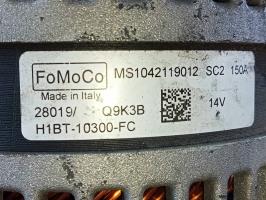 FoMoCo MS1042119012 SC2 150A
Made in Italy
28019/ Q9K3B 14V
H1BT-10300-FC